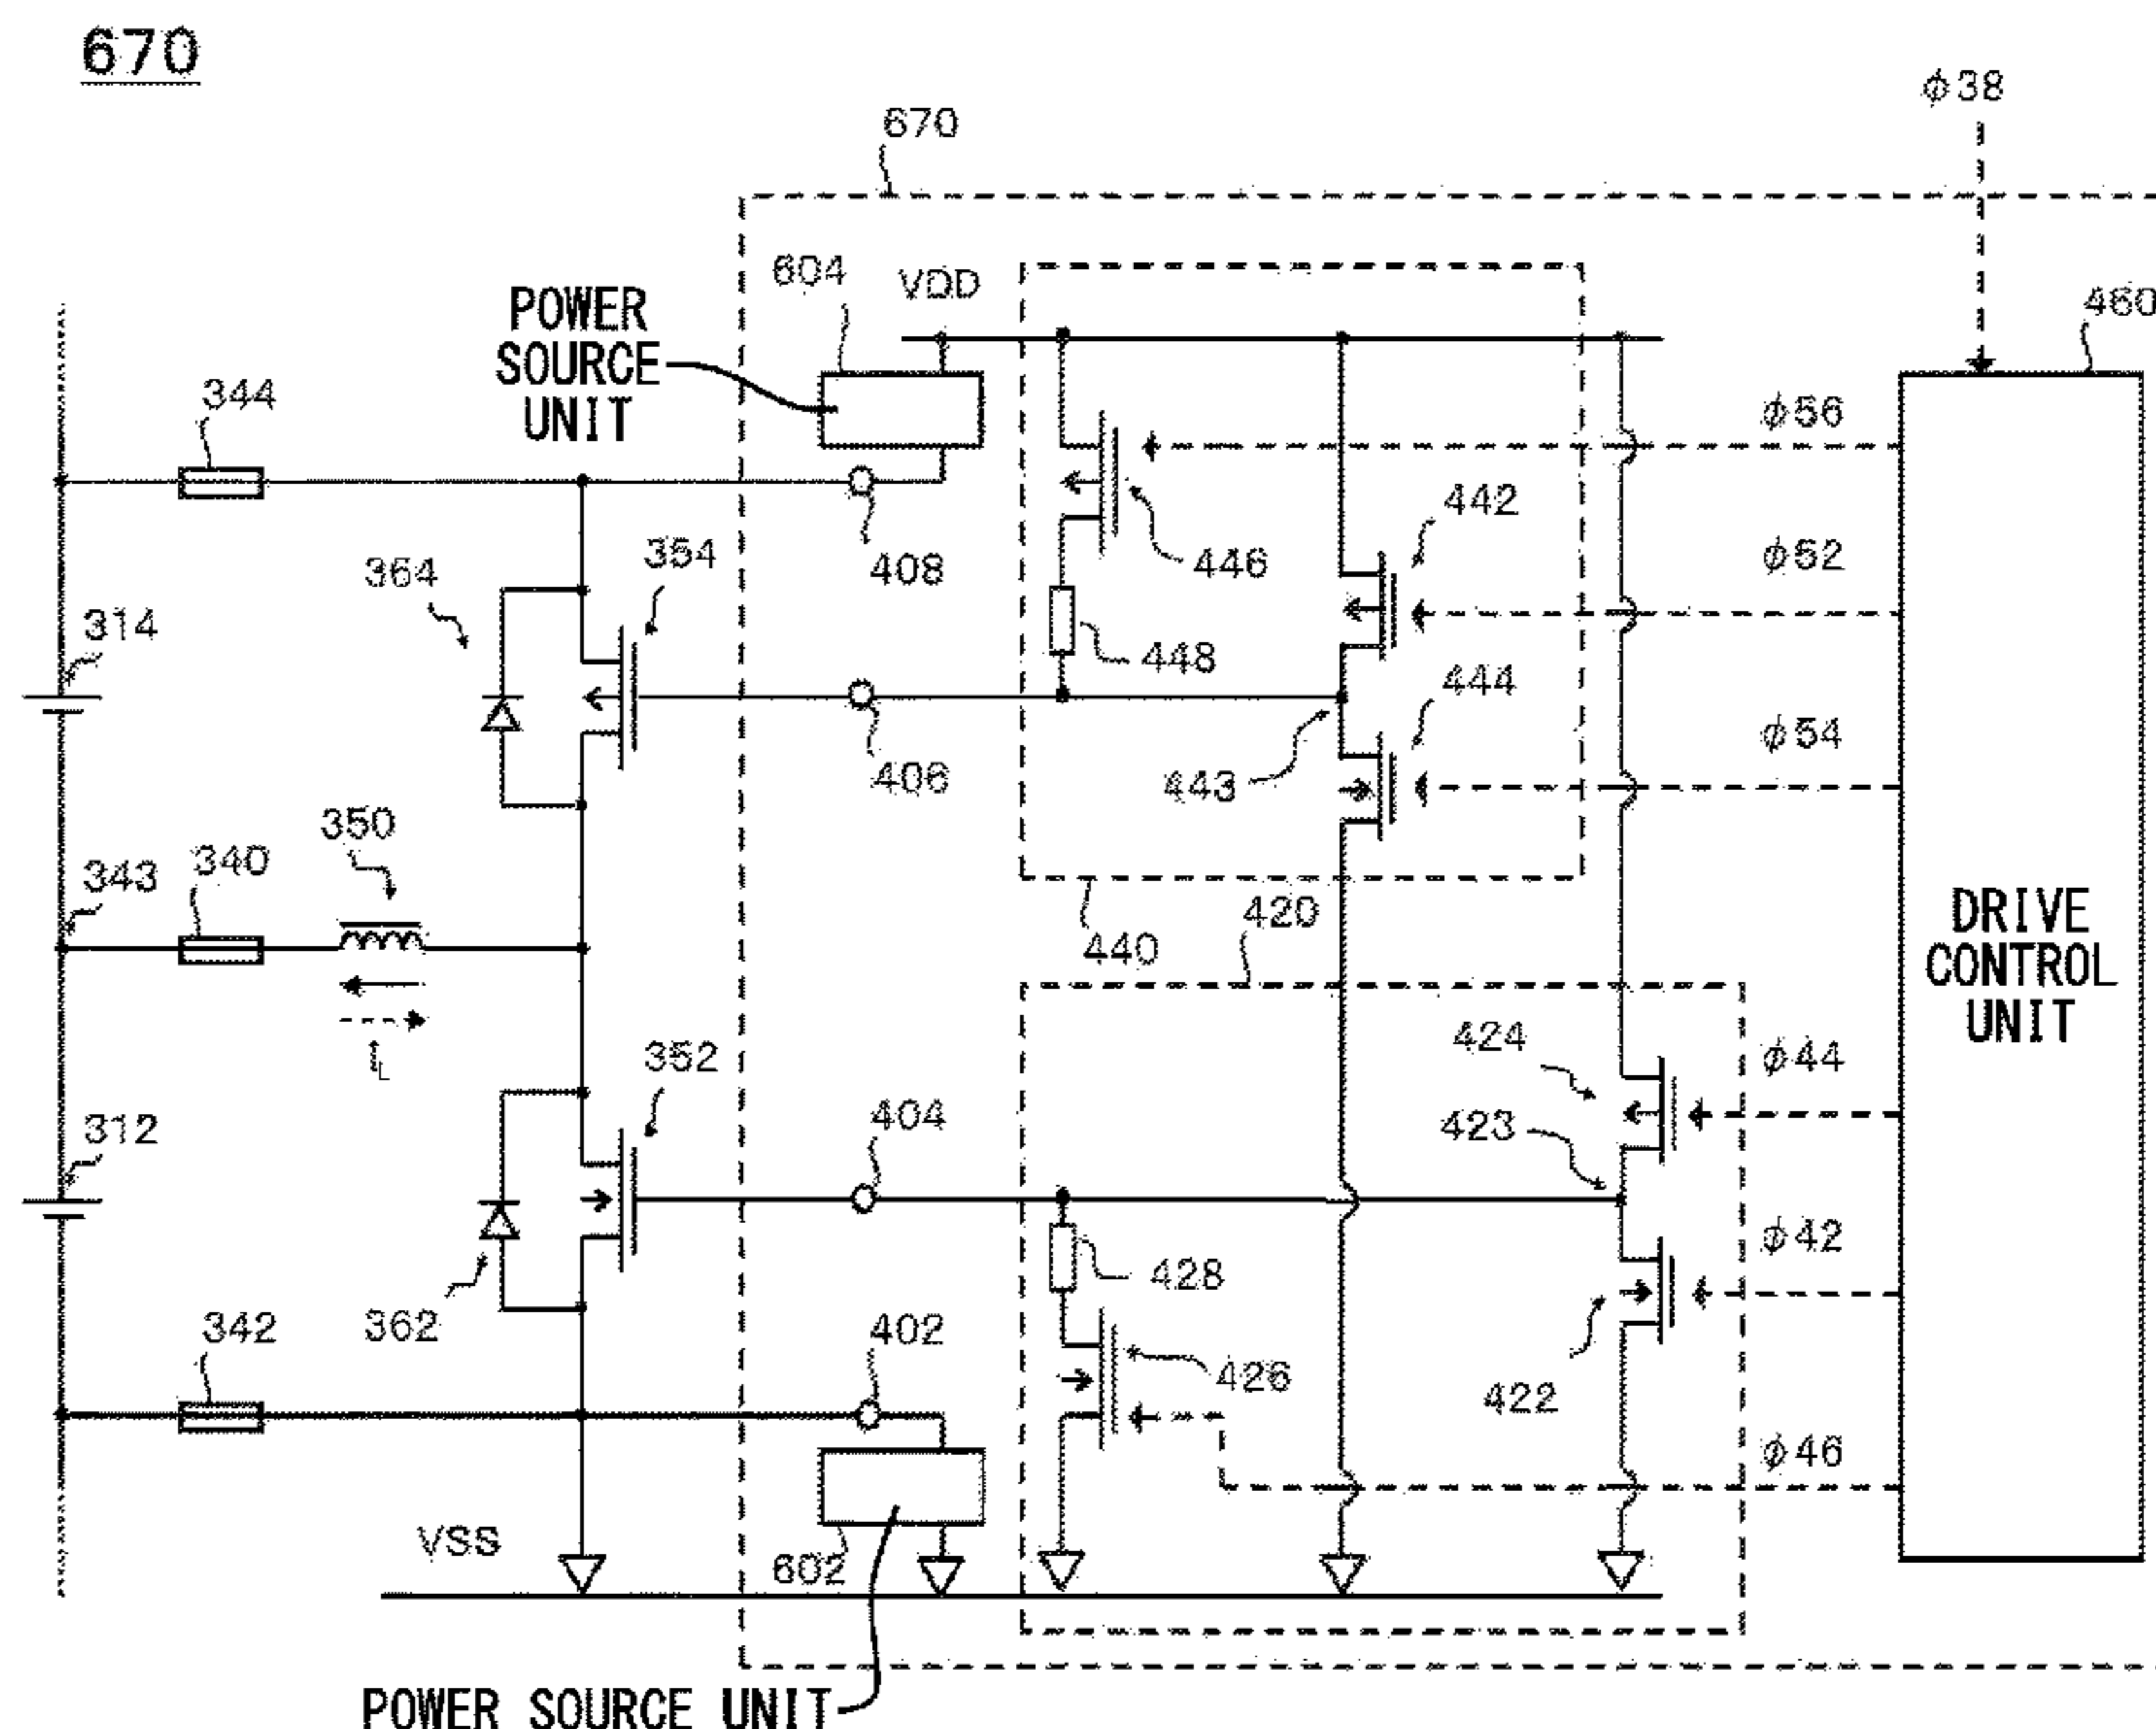 670
ϕ38
670
604
VDD
460
POWER
SOURCE
UNIT
344
ϕ56
442
408
446
ϕ52
364
354
314
448
444
ϕ54
406
443
350
343
340
440
420
DRIVE
CONTROL
UNIT
424
ϕ44
IL
352
404
423
312
ϕ42
428
362
342
402
426
422
ϕ46
VSS
602
POWER SOURCE UNIT